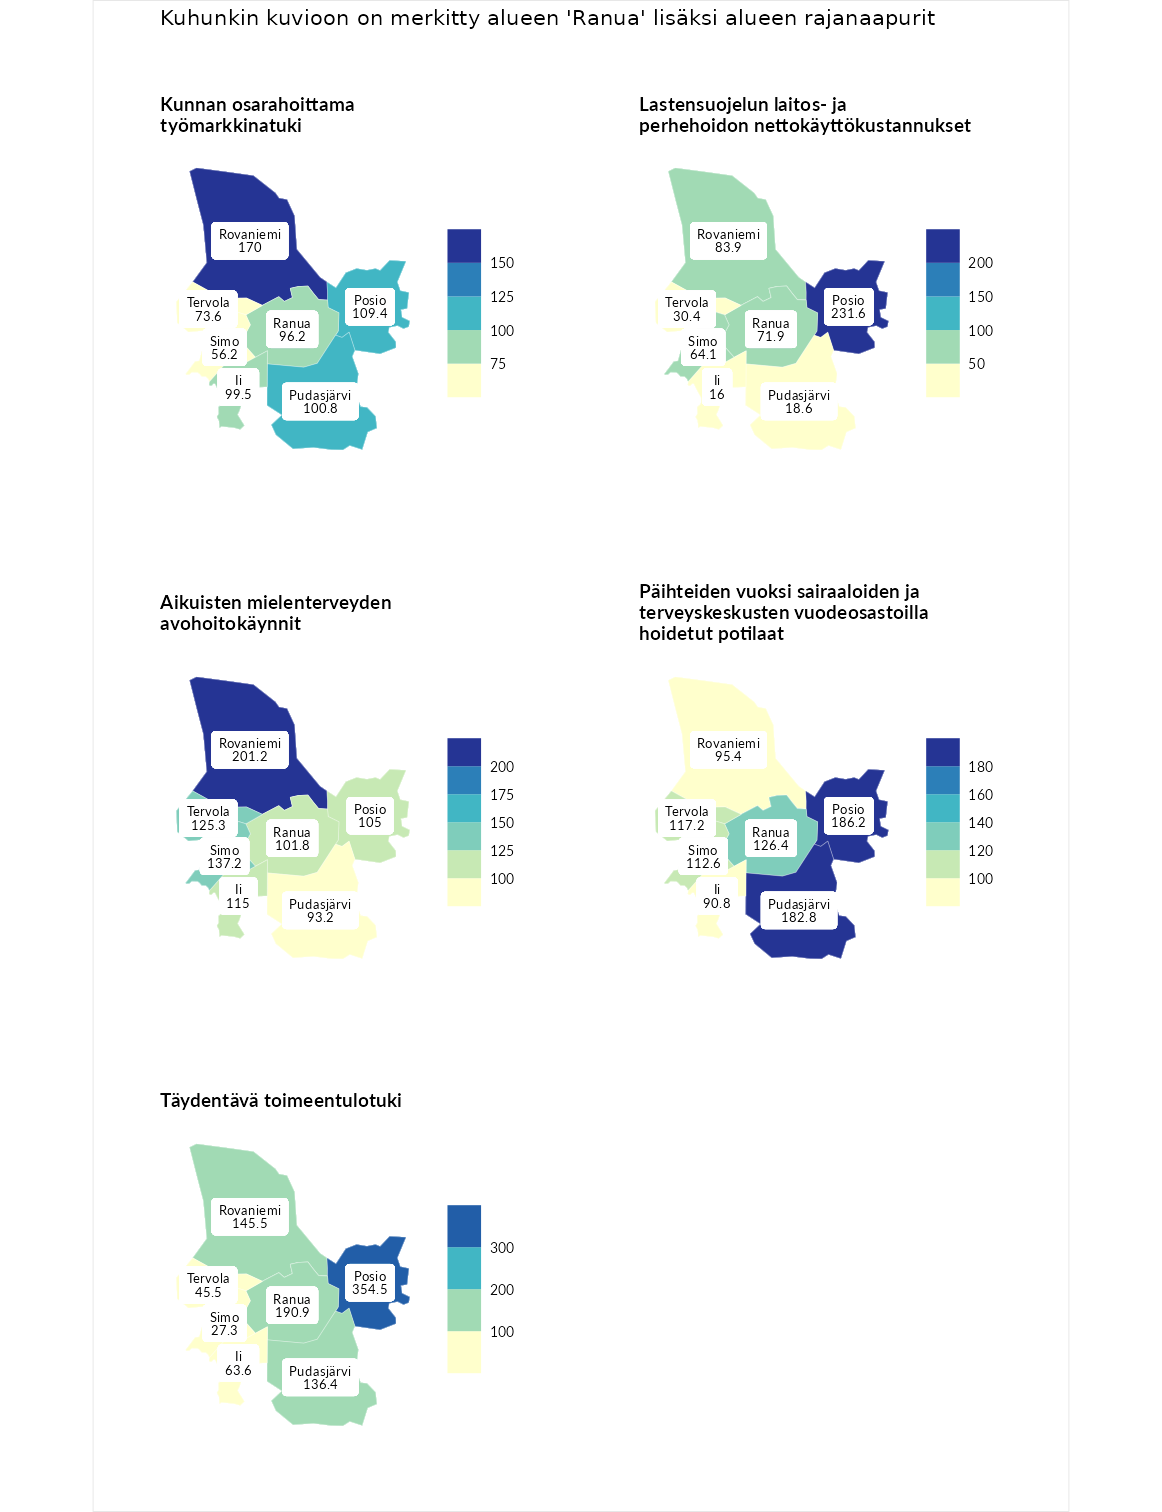 Kuhunkin kuvioon on merkitty alueen 'Ranua' lisäksi alueen rajanaapurit
Kunnan osarahoittama
työmarkkinatuki
Rovaniemi
170
Tervola
73.6
Posio
109.4
Ranua
96.2
Simo
56.2
Ii
99.5
Pudasjärvi
100.8
150
125
100
75
Lastensuojelun laitos- ja
perhehoidon nettokäyttökustannukset
Rovaniemi
83.9
Tervola
30.4
Posio
231.6
Ranua
71.9
Simo
64.1
Ii
16
Pudasjärvi
18.6
200
150
100
50
Aikuisten mielenterveyden
avohoitokäynnit
Rovaniemi
201.2
Tervola
125.3
Posio
105
Ranua
101.8
Simo
137.2
Ii
115
Pudasjärvi
93.2
200
175
150
125
100
Päihteiden vuoksi sairaaloiden ja
terveyskeskusten vuodeosastoilla
hoidetut potilaat
Rovaniemi
95.4
Tervola
117.2
Posio
186.2
Ranua
126.4
Simo
112.6
Ii
90.8
Pudasjärvi
182.8
180
160
140
120
100
Täydentävä toimeentulotuki
Rovaniemi
145.5
Tervola
45.5
Posio
354.5
Ranua
190.9
Simo
27.3
Ii
63.6
Pudasjärvi
136.4
300
200
100